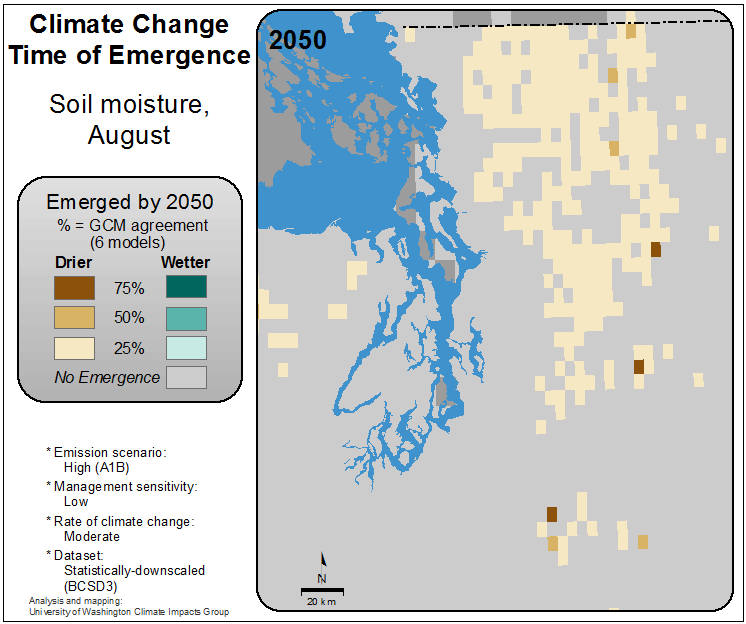 Climate Change
Time of Emergence
Soil moisture,
August
Emerged by 2050
% = GCM agreement
(6 models)
Drier Wetter
75%
50%
25%
No Emergence
* Emission scenario:
High (A1B)
* Management sensitivity:
Low
* Rate of climate change:
Moderate
* Dataset:
Statistically-downscaled
(BCSD3)
Analysis and mapping:
University of Washington Climate Impacts Group
2050
N
20 km